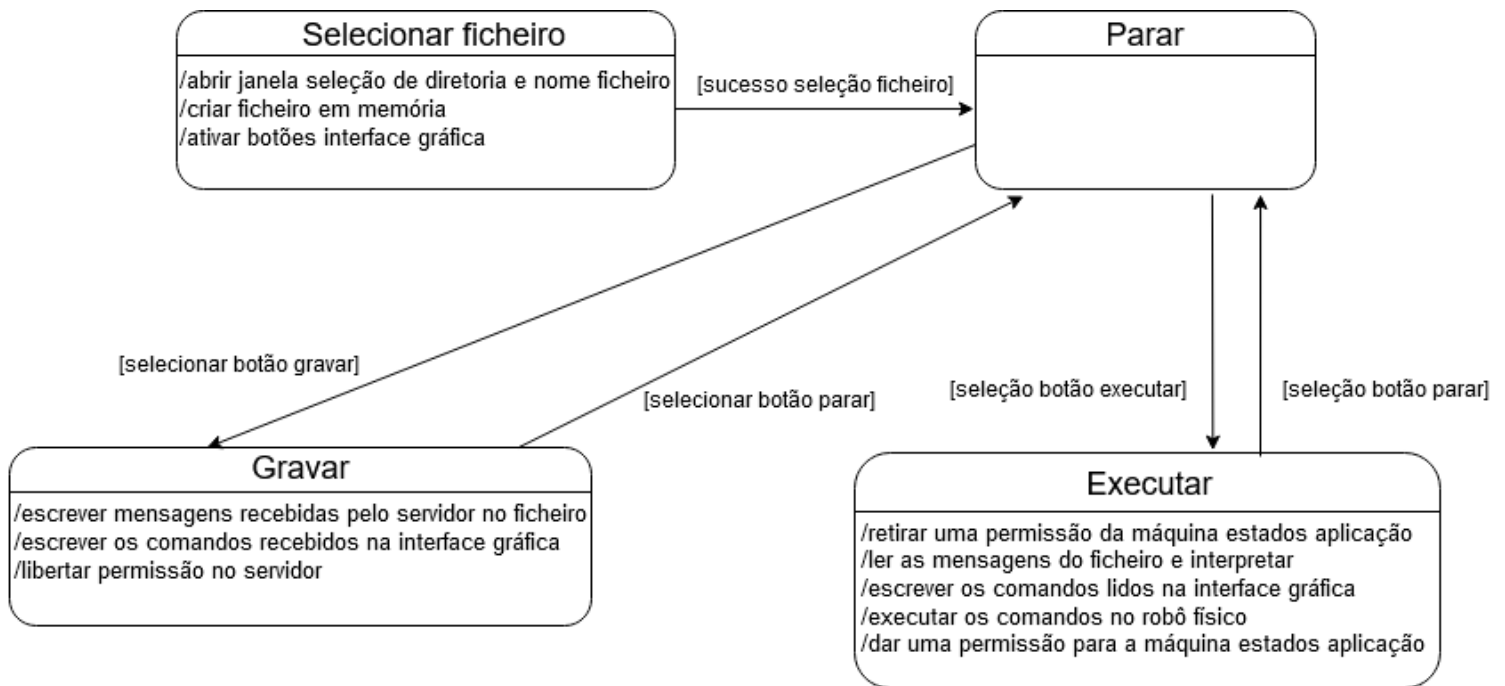 Selecionar ficheiro
/abrir janela seleção de diretoria e nome ficheiro
/criar ficheiro em memória
/ativar botões interface gráfica
[sucesso seleção ficheiro]
Parar
[selecionar botão gravar]
[selecionar botão parar]
[seleção botão executar]
[seleção botão parar]
Gravar
/escrever mensagens recebidas pelo servidor no ficheiro
/escrever os comandos recebidos na interface gráfica
/libertar permissão no servidor
Executar
/retirar uma permissão da máquina estados aplicação
/ler as mensagens do ficheiro e interpretar
/escrever os comandos lidos na interface gráfica
/executar os comandos no robô físico
/dar uma permissão para a máquina estados aplicação